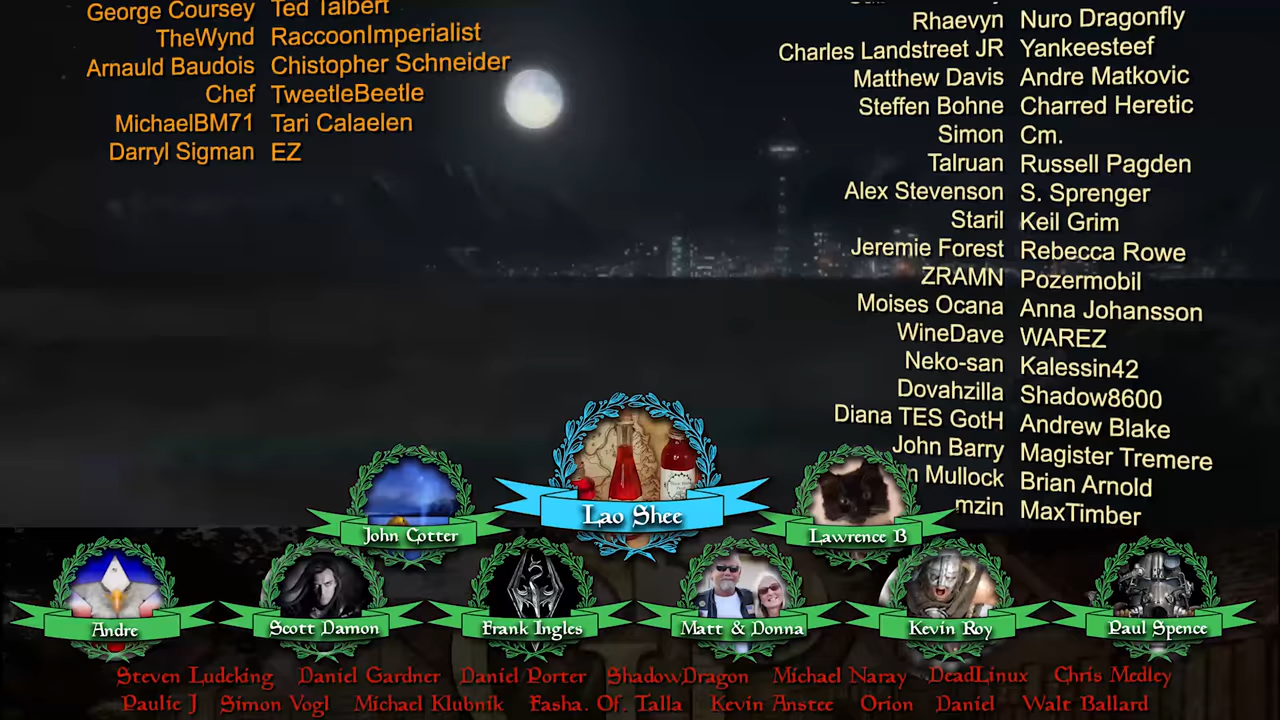 George Coursey Ted Talbert
TheWynd RaccoonImperialist
Arnauld Baudois Chistopher Schneider
Chef TweetleBeetle
MichaelBM71 Tari Calaelen
Darryl Sigman EZ
Rhaevyn Nuro Dragonfly
Charles Landstreet JR Yankeesteef
Matthew Davis Andre Matkovic
Steffen Bohne Charred Heretic
Simon Cm.
Talruan Russell Pagden
Alex Stevenson S. Sprenger
Staril Keil Grim
Jeremie Forest Rebecca Rowe
ZRAMN Pozermobil
Moises Ocana Anna Johansson
WineDave WAREZ
Neko-san Kalessin42
Dovahzilla Shadow8600
Diana TES GotH Andrew Blake
John Barry Magister Tremere
Mullock Brian Arnold
mzin MaxTimber
Lao Shee
John Cotter Lawrence B
Andre Scott Damon Frank Ingles Matt & Donna Kevin Roy Paul Spence
Steven Ludeking Daniel Gardner Daniel Porter ShadowDragon Michael Naray DeadLinux Chris Medley
Paulie J Simon Vogl Michael Klubnik Fasha. Of. Talla Kevin Anstee Orion Daniel Walt Ballard